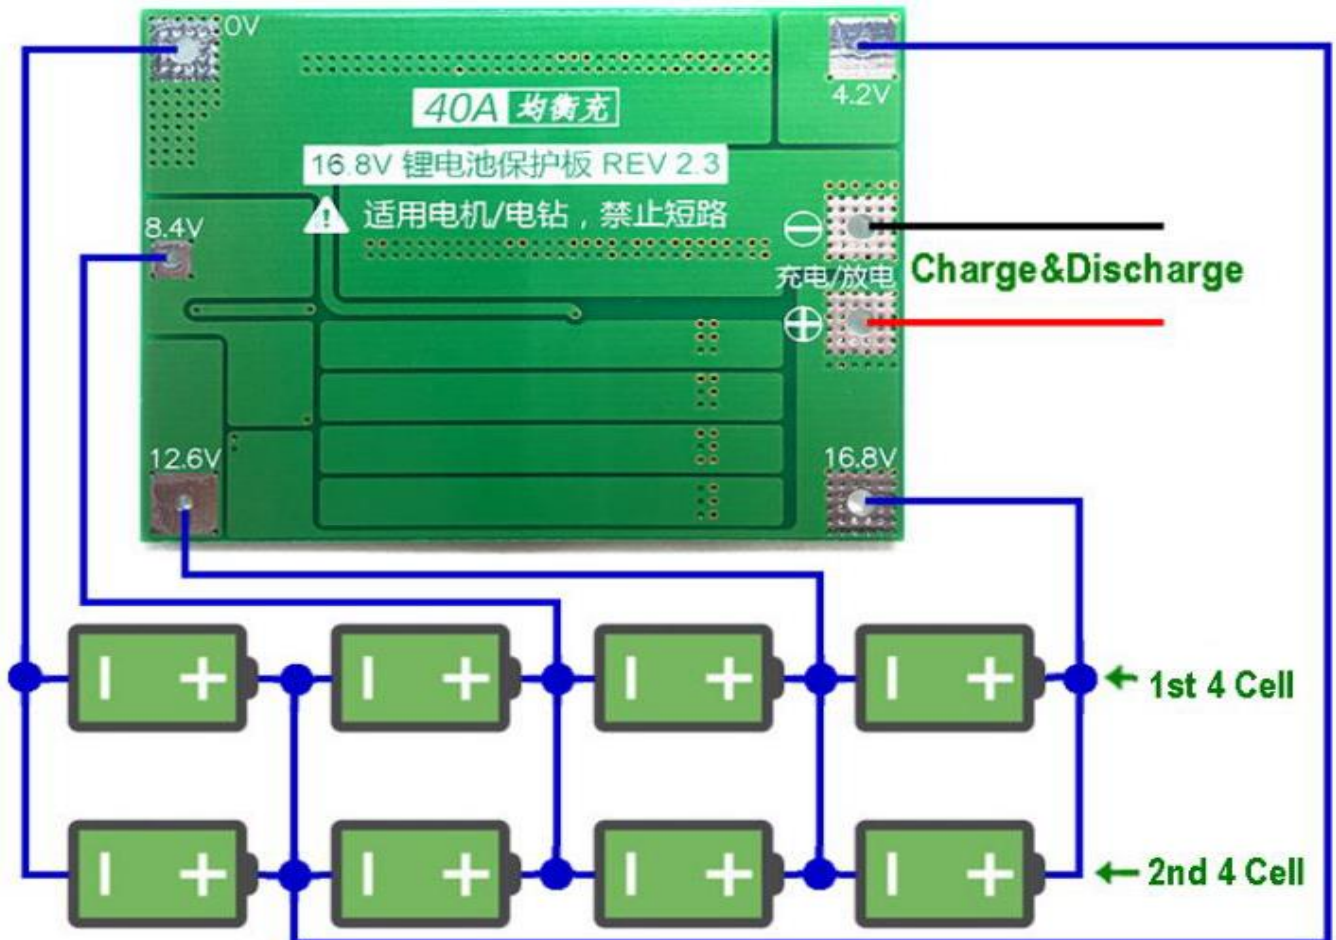 0V
4.2V
40A 均衡充
16.8V 锂电池保护板 REV 2.3
适用电机/电钻，禁止短路
8.4V
充电/放电
Charge&Discharge
12.6V
16.8V
1st 4 Cell
2nd 4 Cell